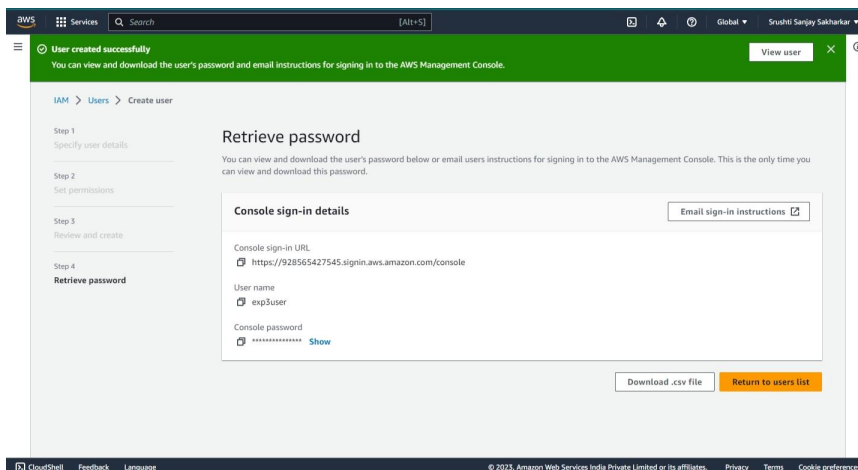 aws Services Search [Alt+S] Global Srushti Sanjay Sakharkar
User created successfully
You can view and download the user's password and email instructions for signing in to the AWS Management Console.
View user
IAM > Users > Create user
Step 1
Specify user details
Step 2
Set permissions
Step 3
Review and create
Step 4
Retrieve password
Retrieve password
You can view and download the user's password below or email users instructions for signing in to the AWS Management Console. This is the only time you
can view and download this password.
Console sign-in details
Email sign-in instructions
Console sign-in URL
https://928565427545.signin.aws.amazon.com/console
User name
exp3user
Console password
*************** Show
Download .csv file
Return to users list
CloudShell Feedback Language © 2023, Amazon Web Services India Private Limited or its affiliates. Privacy Terms Cookie preference